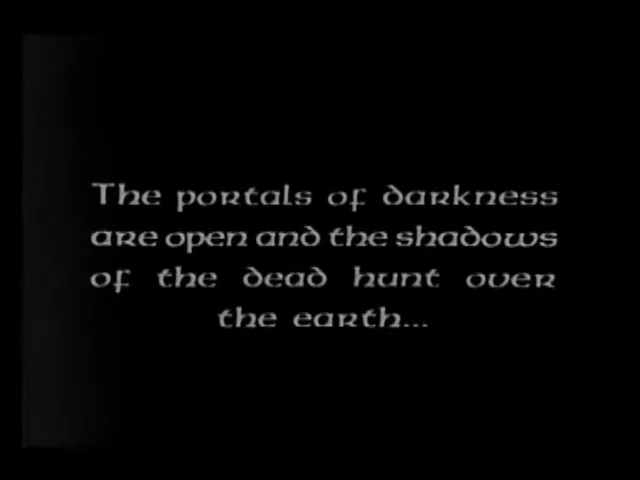 The portals of darkness
are open and the shadows
of the dead hunt over
the earth...